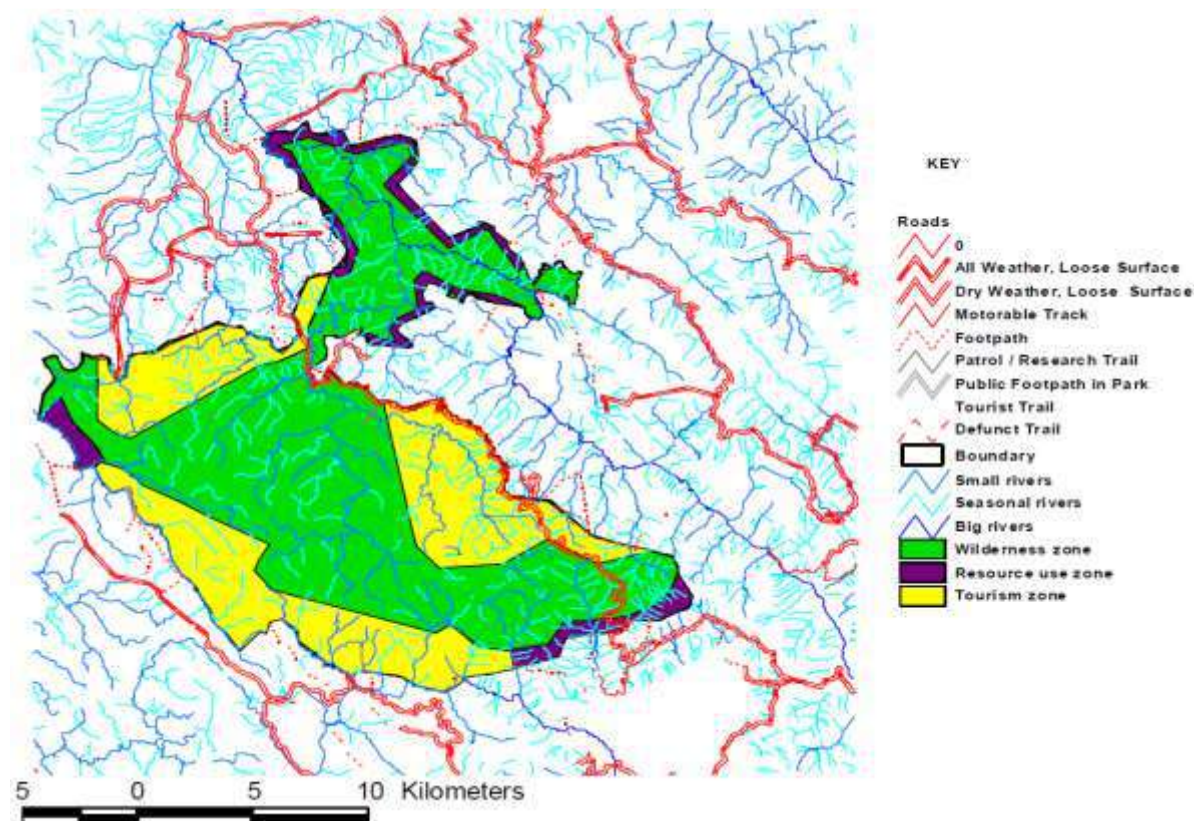 KEY
Roads
0
All Weather, Loose Surface
Dry Weather, Loose Surface
Motorable Track
Footpath
Patrol / Research Trail
Public Footpath in Park
Tourist Trail
Defunct Trail
Boundary
Small rivers
Seasonal rivers
Big rivers
Wilderness zone
Resource use zone
Tourism zone
5 0 5 10 Kilometers